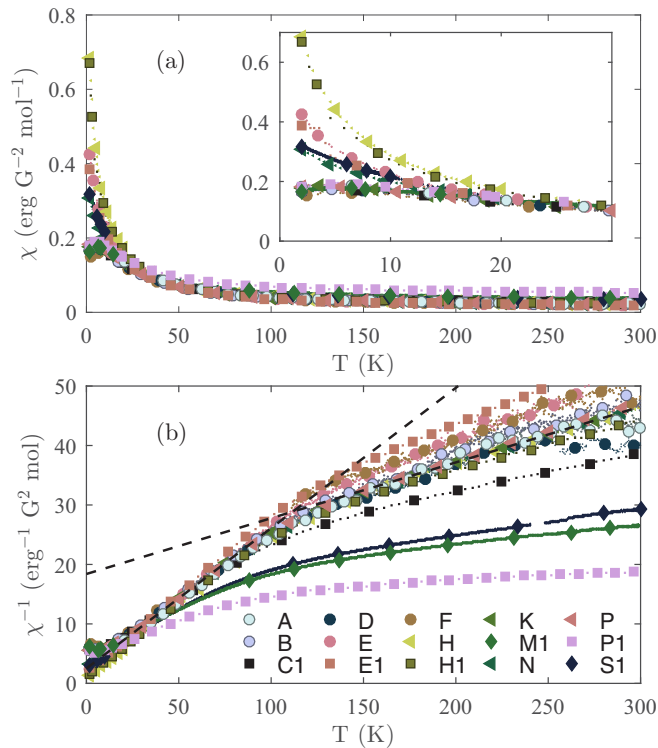 0.8
0.6
0.4
0.2
0
χ (erg G⁻² mol⁻¹)
(a)
0.6
0.4
0.2
0
0 10 20
0 50 100 150 200 250 300
T (K)
50
40
30
20
10
0
χ⁻¹ (erg⁻¹ G² mol)
(b)
A D F K P
B E H M1 P1
C1 E1 H1 N S1
0 50 100 150 200 250 300
T (K)